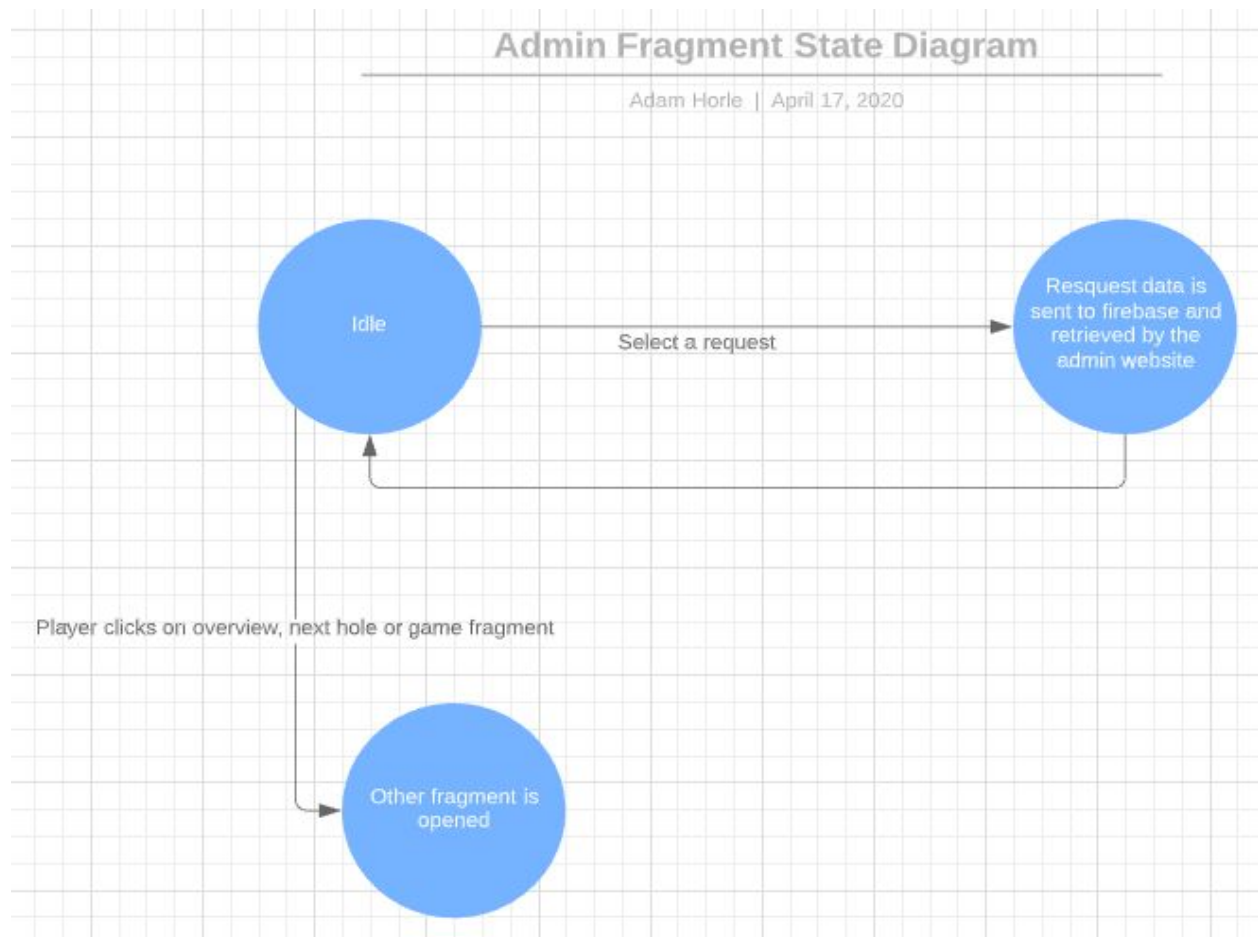 Admin Fragment State Diagram
Adam Horle | April 17, 2020
Idle
Select a request
Resquest data is
sent to firebase and
retrieved by the
admin website
Player clicks on overview, next hole or game fragment
Other fragment is
opened